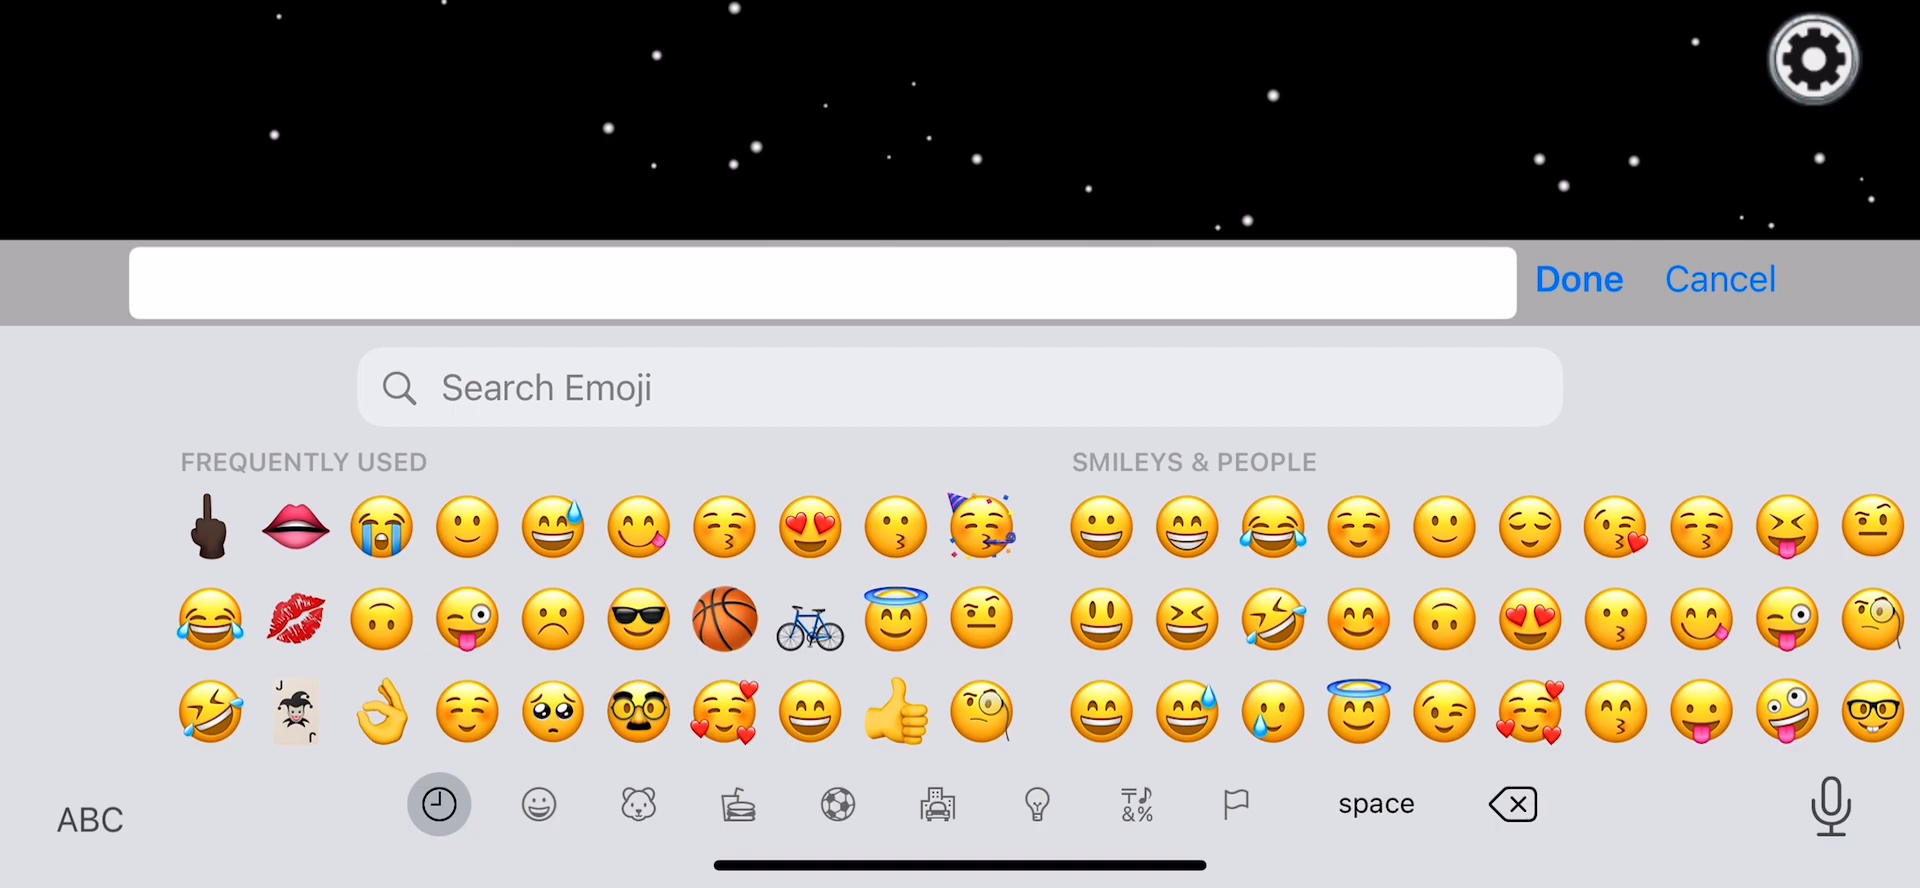 Done Cancel
Search Emoji
FREQUENTLY USED SMILEYS & PEOPLE
J
J
ABC
space